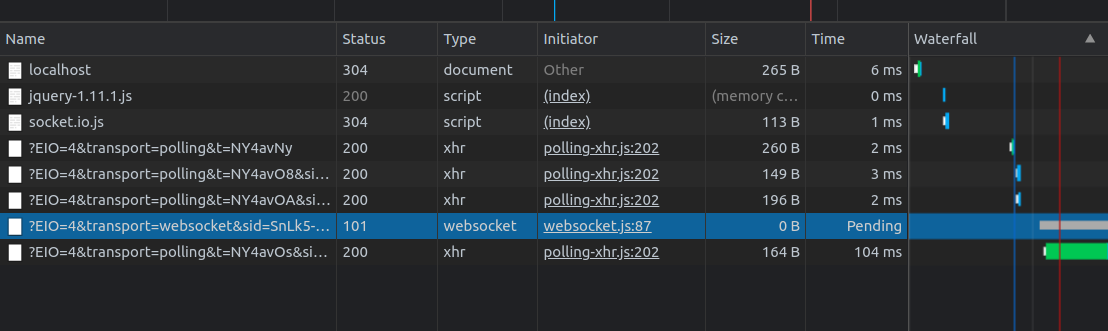 Name Status Type Initiator Size Time Waterfall
localhost 304 document Other 265 B 6 ms
jquery-1.11.1.js 200 script (index) (memory c... 0 ms
socket.io.js 304 script (index) 113 B 1 ms
?EIO=4&transport=polling&t=NY4avNy 200 xhr polling-xhr.js:202 260 B 2 ms
?EIO=4&transport=polling&t=NY4avO8&si... 200 xhr polling-xhr.js:202 149 B 3 ms
?EIO=4&transport=polling&t=NY4avOA&si... 200 xhr polling-xhr.js:202 196 B 2 ms
?EIO=4&transport=websocket&sid=SnLk5-... 101 websocket websocket.js:87 0 B Pending
?EIO=4&transport=polling&t=NY4avOs&si... 200 xhr polling-xhr.js:202 164 B 104 ms